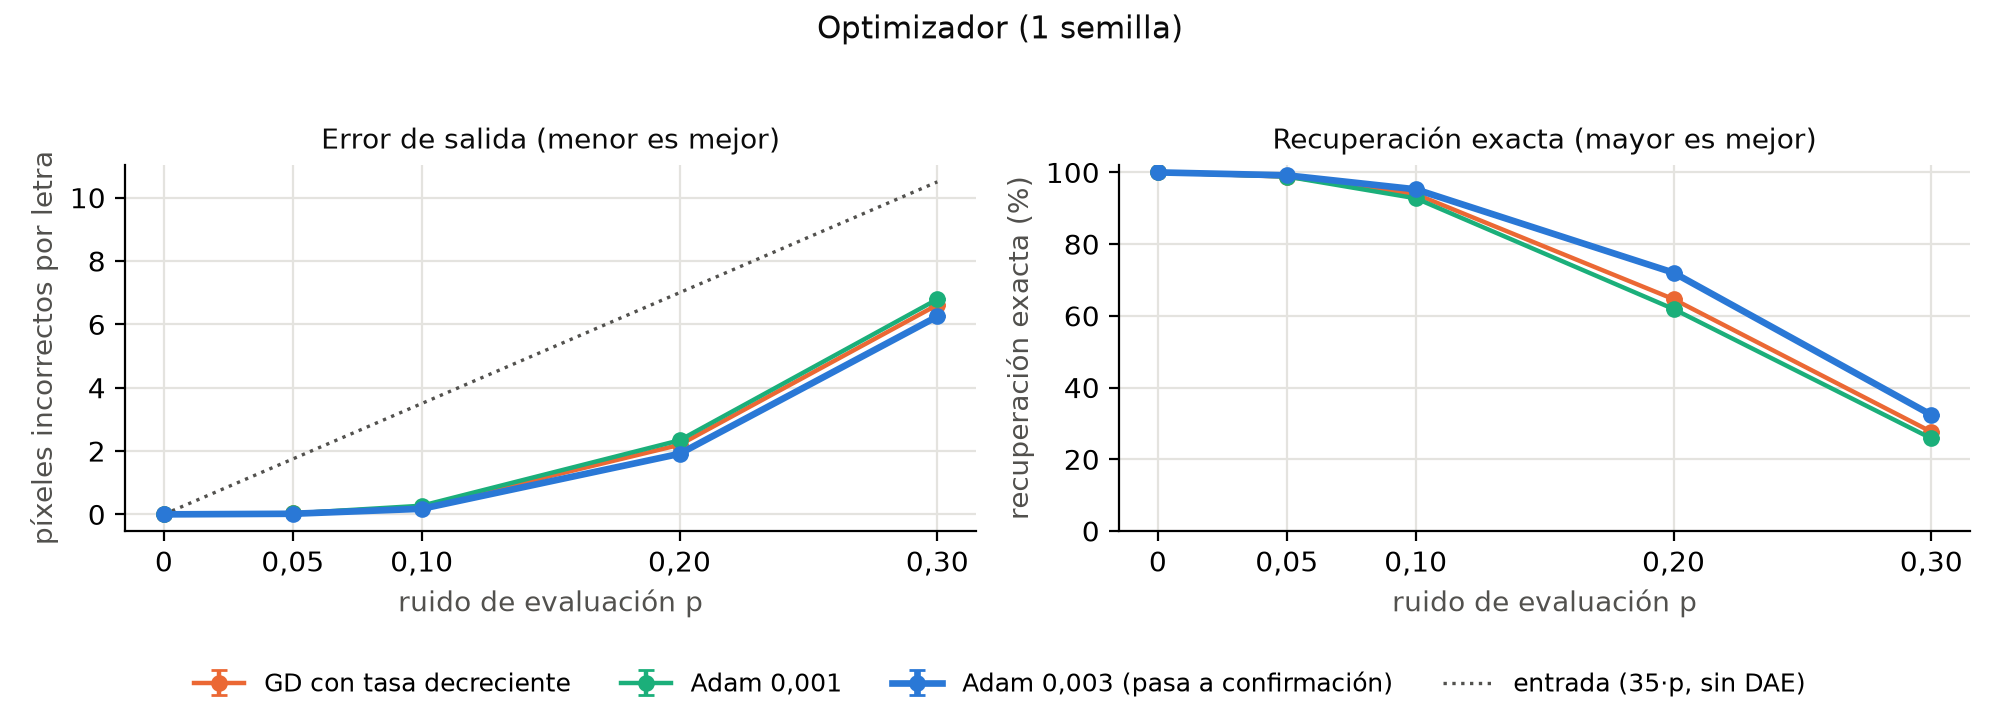 Optimizador (1 semilla)
Error de salida (menor es mejor)
píxeles incorrectos por letra
10
8
6
4
2
0
0 0,05 0,10 0,20 0,30
ruido de evaluación p
Recuperación exacta (mayor es mejor)
recuperación exacta (%)
100
80
60
40
20
0
0 0,05 0,10 0,20 0,30
ruido de evaluación p
GD con tasa decreciente Adam 0,001 Adam 0,003 (pasa a confirmación) entrada (35·p, sin DAE)